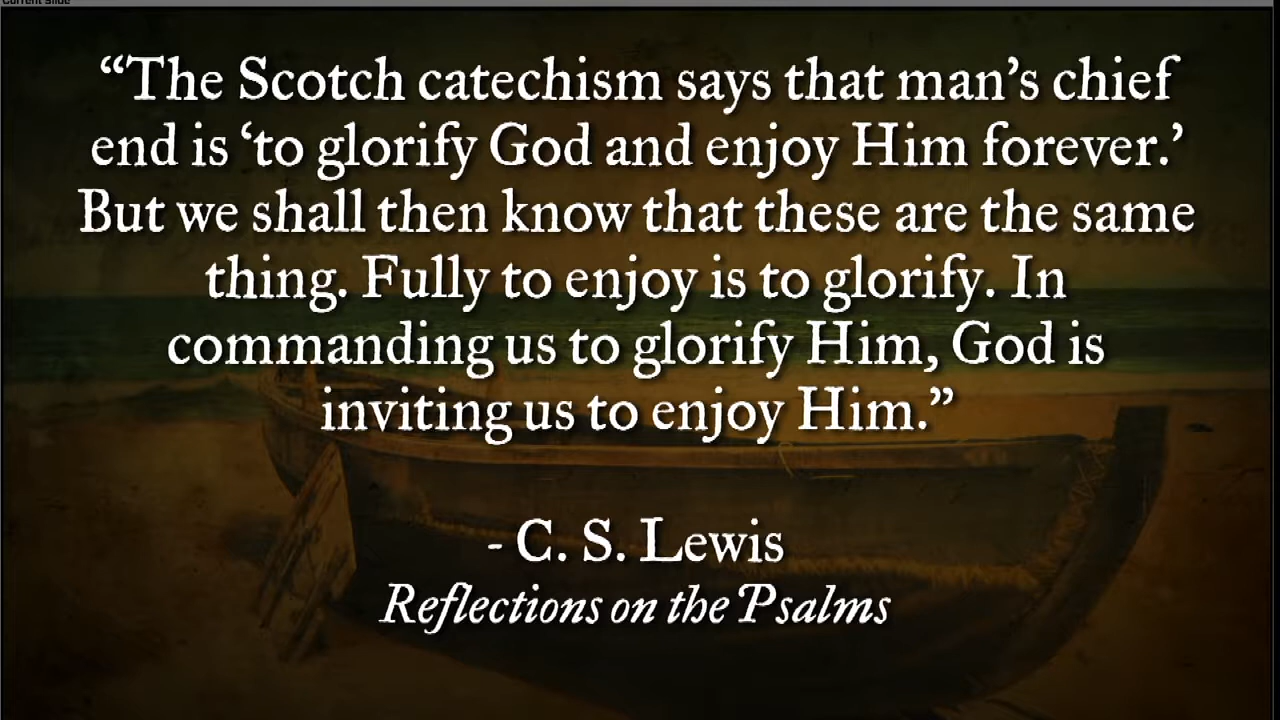 Current Slide
“The Scotch catechism says that man’s chief
end is ‘to glorify God and enjoy Him forever.’
But we shall then know that these are the same
thing. Fully to enjoy is to glorify. In
commanding us to glorify Him, God is
inviting us to enjoy Him.”
- C. S. Lewis
Reflections on the Psalms